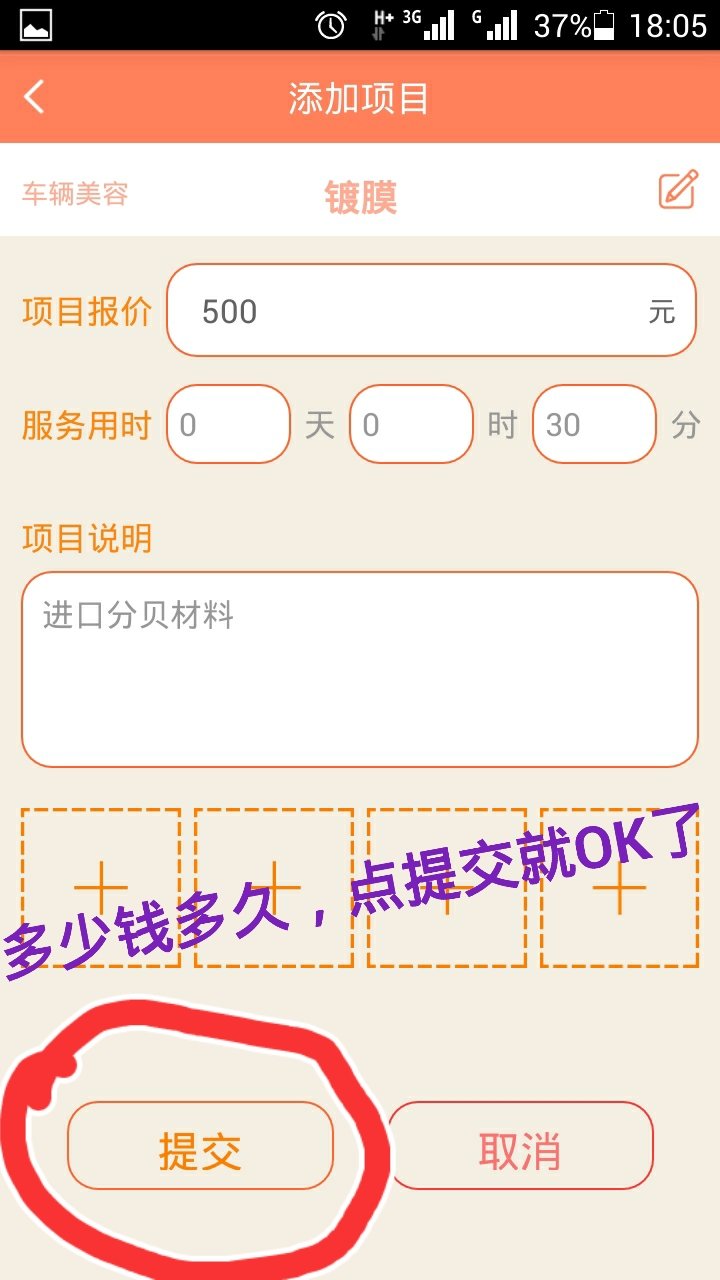 H+ 3G G 37% 18:05
添加项目
车辆美容 镀膜
项目报价 500 元
服务用时 0 天 0 时 30 分
项目说明
进口分贝材料
多少钱多久，点提交就OK了
提交 取消